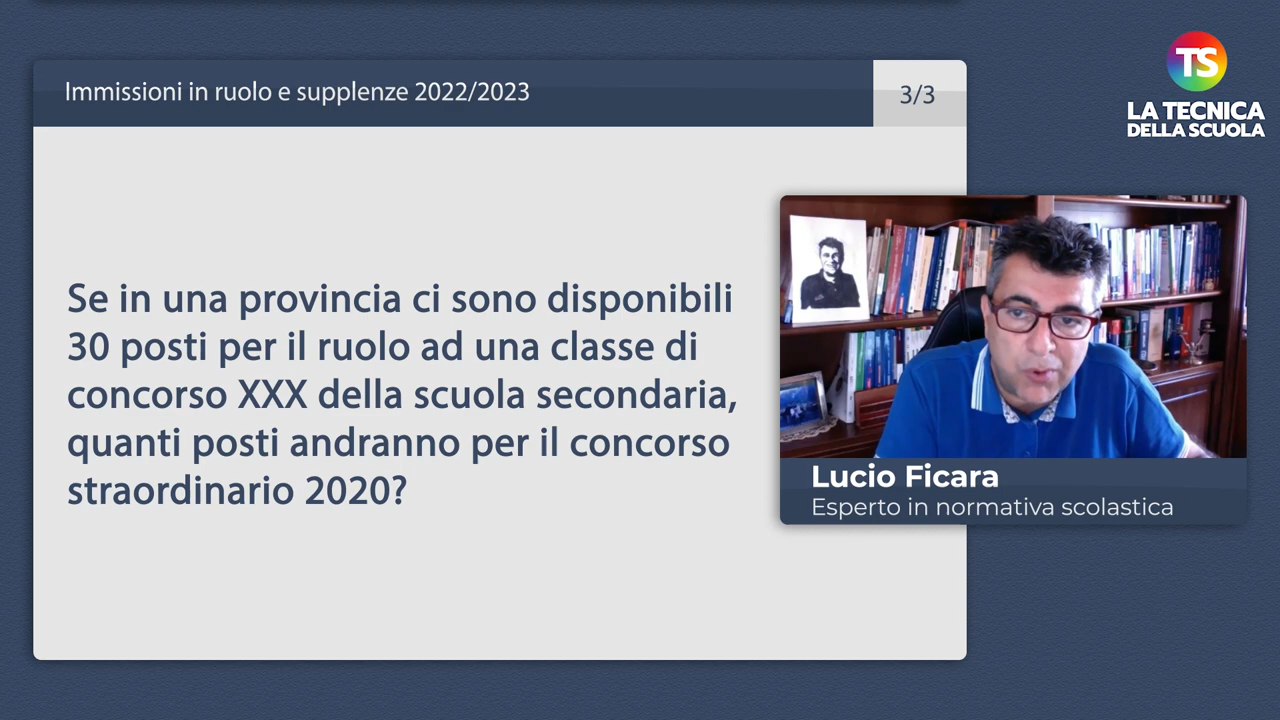 Immissioni in ruolo e supplenze 2022/2023
3/3
TS
LA TECNICA
DELLA SCUOLA
Se in una provincia ci sono disponibili
30 posti per il ruolo ad una classe di
concorso XXX della scuola secondaria,
quanti posti andranno per il concorso
straordinario 2020?
Lucio Ficara
Esperto in normativa scolastica